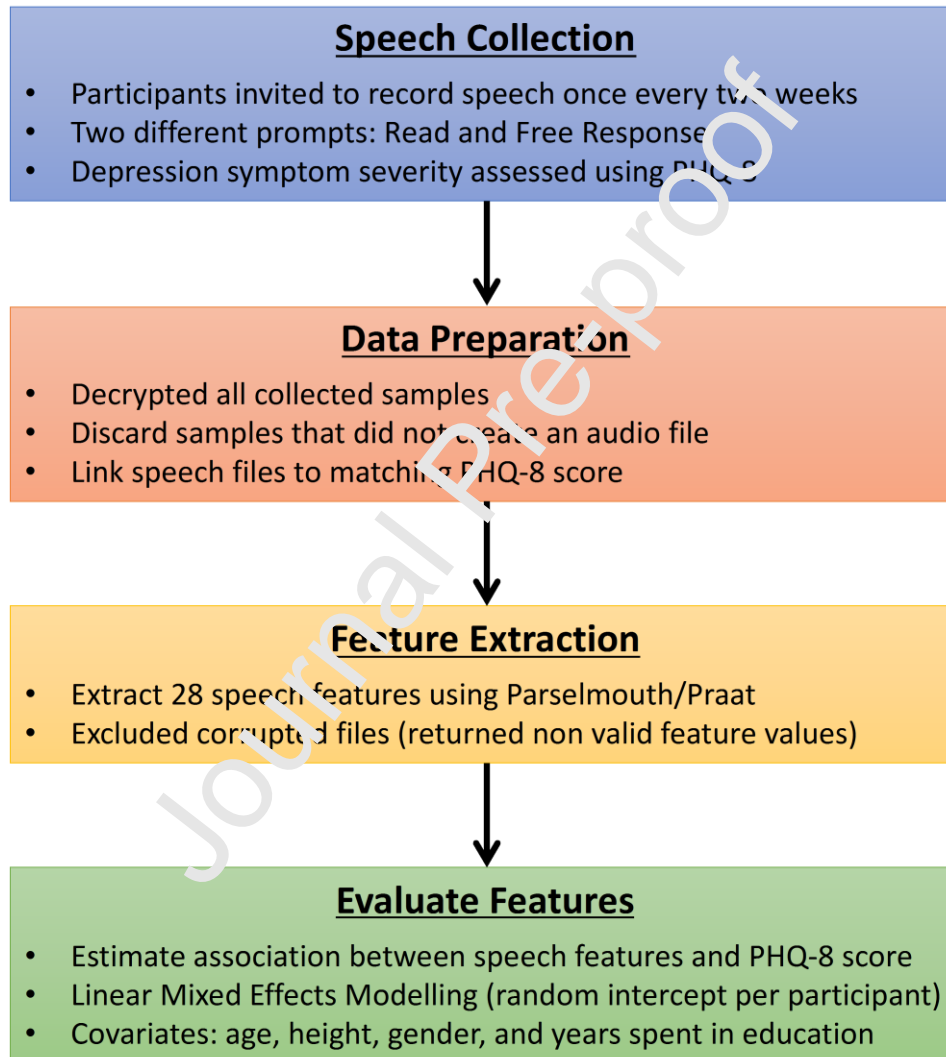 Speech Collection
• Participants invited to record speech once every two weeks
• Two different prompts: Read and Free Response
• Depression symptom severity assessed using PHQ-8
Data Preparation
• Decrypted all collected samples
• Discard samples that did not create an audio file
• Link speech files to matching PHQ-8 score
Feature Extraction
• Extract 28 speech features using Parselmouth/Praat
• Excluded corrupted files (returned non valid feature values)
Evaluate Features
• Estimate association between speech features and PHQ-8 score
• Linear Mixed Effects Modelling (random intercept per participant)
• Covariates: age, height, gender, and years spent in education
Journal Pre-proof